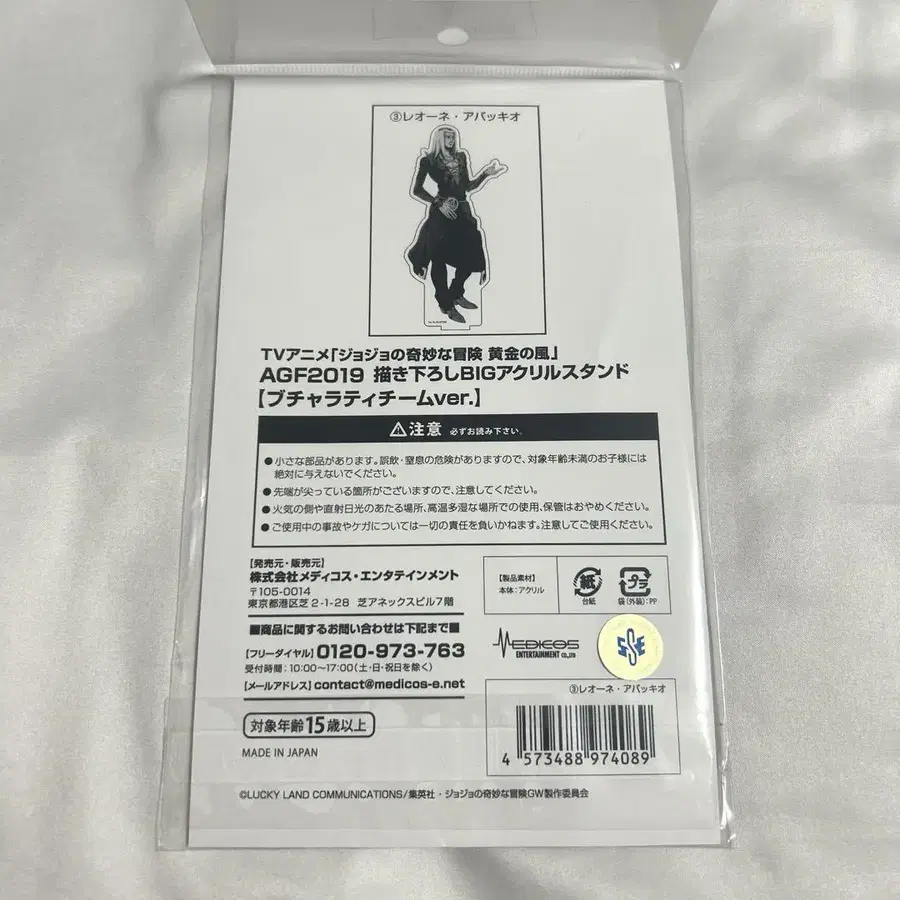 ③レオーネ・アバッキオ
TVアニメ「ジョジョの奇妙な冒険 黄金の風」
AGF2019 描き下ろしBIGアクリルスタンド
【ブチャラティチームver.】
⚠注意 必ずお読み下さい。
●小さな部品があります。誤飲・窒息の危険がありますので、対象年齢未満のお子様には
絶対に与えないでください。
●先端が尖っている箇所がございますので、注意してください。
●火気の側や直射日光のあたる場所、高温多湿な場所での使用、保管はおやめください。
●ご使用中の事故やケガについては一切の責任を負いかねます。注意してご使用ください。
【発売元・販売元】
株式会社メディコス・エンタテインメント
〒105-0014
東京都港区芝2-1-28 芝アネックスビル7階
【製品素材】
本体:アクリル
紙
台紙
プラ
袋(外装):PP
■商品に関するお問い合わせは下記まで■
【フリーダイヤル】0120-973-763
受付時間:10:00〜17:00(土・日・祝日を除く)
【メールアドレス】contact@medicos-e.net
MEDICOS
ENTERTAINMENT CO.,LTD
対象年齢15歳以上
MADE IN JAPAN
③レオーネ・アバッキオ
4 573488 974089
©LUCKY LAND COMMUNICATIONS/集英社・ジョジョの奇妙な冒険GW製作委員会